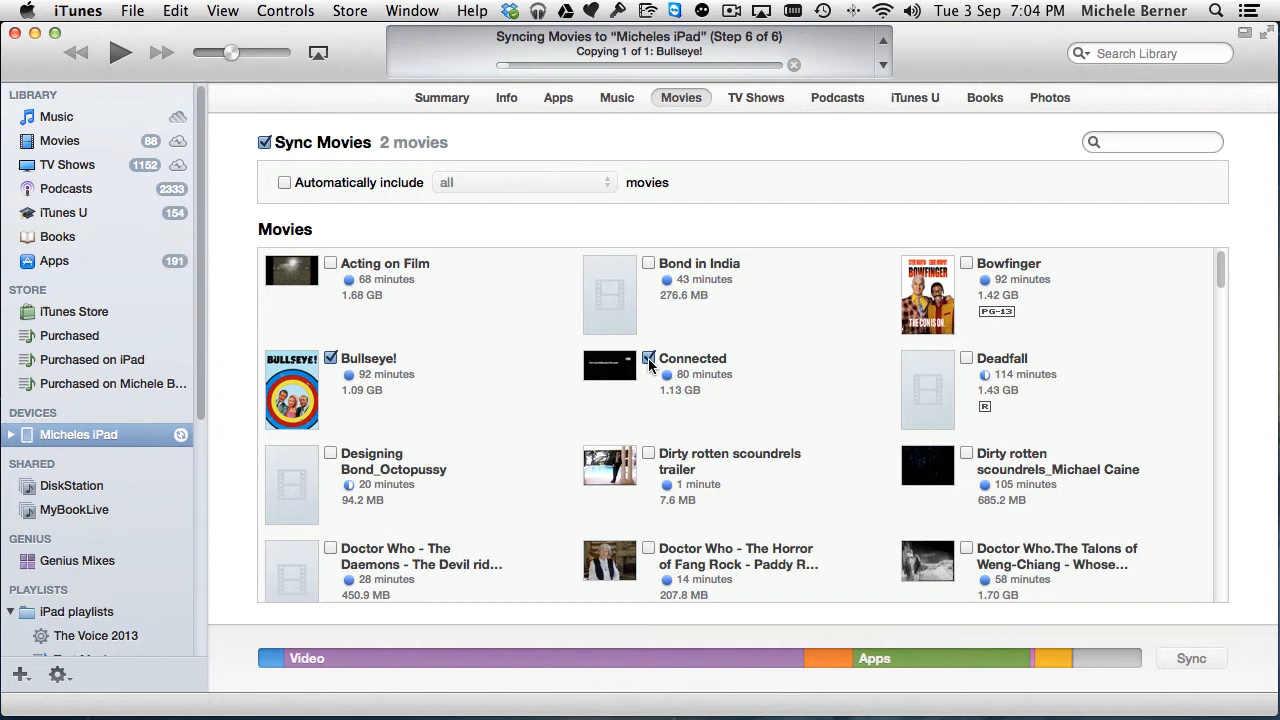 iTunes File Edit View Controls Store Window Help Tue 3 Sep 7:04 PM Michele Berner
Syncing Movies to “Micheles iPad” (Step 6 of 6)
Copying 1 of 1: Bullseye!
Search Library
LIBRARY
Music
Movies 68
TV Shows 1152
Podcasts 2333
iTunes U 154
Books
Apps 191
STORE
iTunes Store
Purchased
Purchased on iPad
Purchased on Michele B...
DEVICES
Micheles iPad
SHARED
DiskStation
MyBookLive
GENIUS
Genius Mixes
PLAYLISTS
iPad playlists
The Voice 2013
Summary Info Apps Music Movies TV Shows Podcasts iTunes U Books Photos
Sync Movies 2 movies
Automatically include all movies
Movies
Acting on Film
68 minutes
1.68 GB
Bond in India
43 minutes
276.6 MB
BOWFINGER
THE CON IS ON.
Bowfinger
92 minutes
1.42 GB
PG-13
BULLSEYE!
Bullseye!
92 minutes
1.09 GB
Connected
80 minutes
1.13 GB
Deadfall
114 minutes
1.43 GB
R
Designing
Bond_Octopussy
20 minutes
94.2 MB
Dirty rotten scoundrels
trailer
1 minute
7.6 MB
Dirty rotten
scoundrels_Michael Caine
105 minutes
685.2 MB
Doctor Who - The
Daemons - The Devil rid...
28 minutes
450.9 MB
Doctor Who - The Horror
of Fang Rock - Paddy R...
14 minutes
207.8 MB
Doctor Who.The Talons of
Weng-Chiang - Whose...
58 minutes
1.70 GB
Video Apps Sync